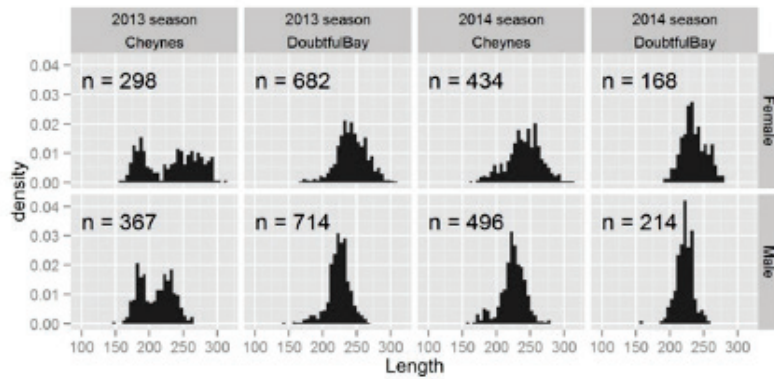 2013 season 2013 season 2014 season 2014 season
Cheynes DoubtfulBay Cheynes DoubtfulBay
0.04
0.03
0.02
0.01
0.00
n = 298 n = 682 n = 434 n = 168
Female
density
0.04
0.03
0.02
0.01
0.00
n = 367 n = 714 n = 496 n = 214
Male
100 150 200 250 300 100 150 200 250 300 100 150 200 250 300 100 150 200 250 300
Length